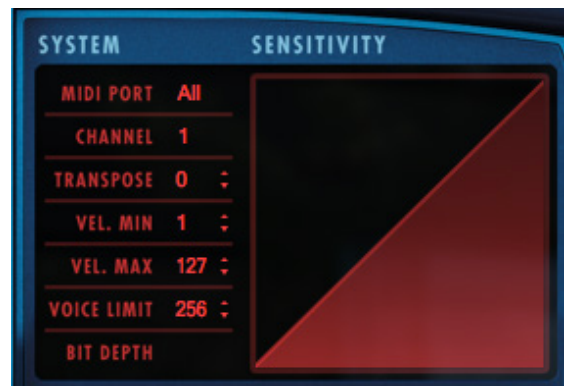 SYSTEM SENSITIVITY
MIDI PORT All
CHANNEL 1
TRANSPOSE 0
VEL. MIN 1
VEL. MAX 127
VOICE LIMIT 256
BIT DEPTH